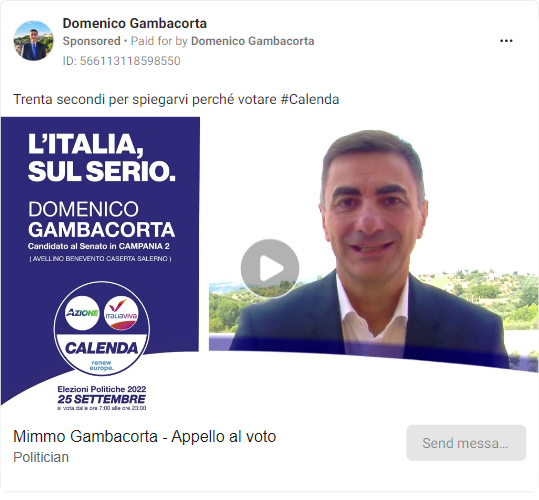 Domenico Gambacorta
Sponsored • Paid for by Domenico Gambacorta
ID: 566113118598550
Trenta secondi per spiegarvi perché votare #Calenda
L'ITALIA,
SUL SERIO.
DOMENICO
GAMBACORTA
Candidato al Senato in CAMPANIA 2
( AVELLINO BENEVENTO CASERTA SALERNO )
AZIONE
ITALIAVIVA
CALENDA
renew
europe.
Elezioni Politiche 2022
25 SETTEMBRE
si vota dalle ore 7:00 alle ore 23:00
Mimmo Gambacorta - Appello al voto
Politician
Send messa...